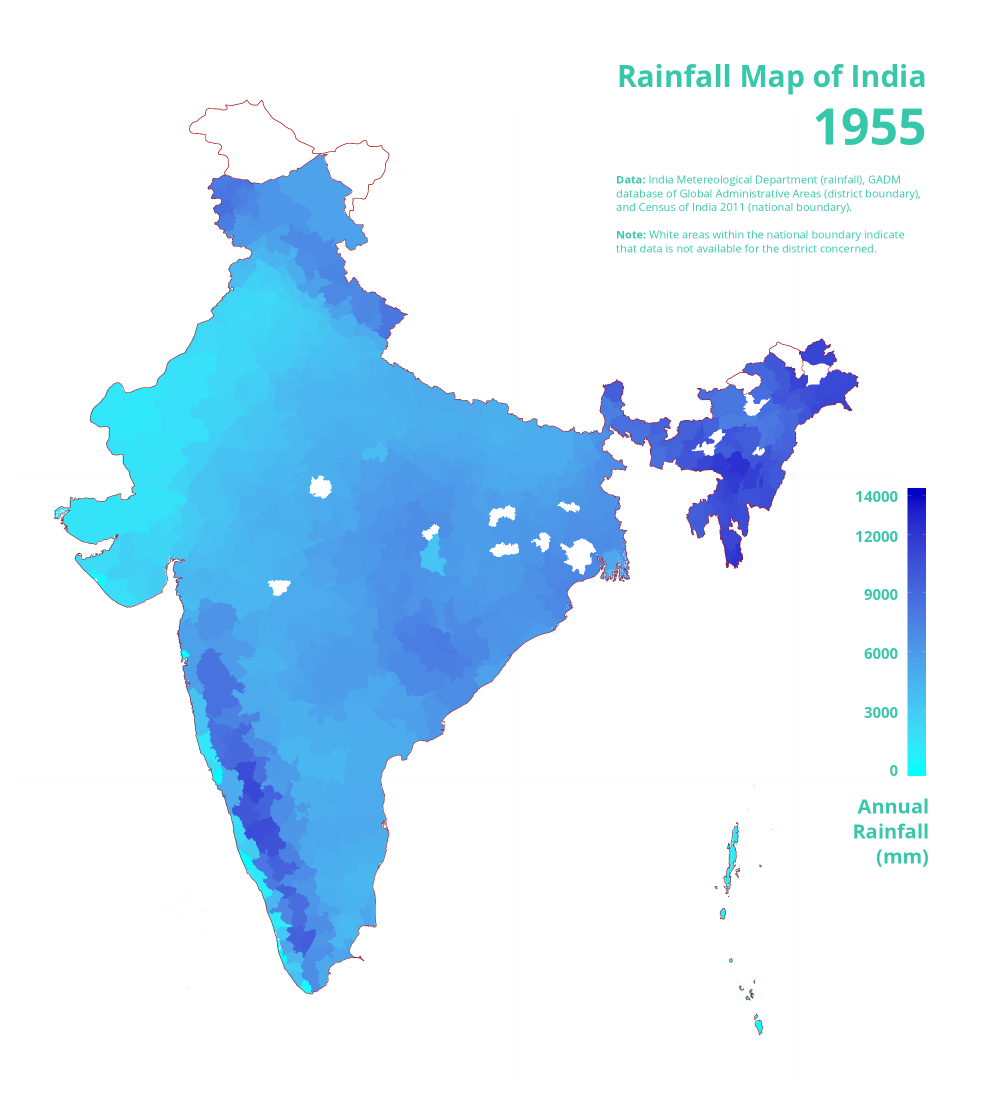 Rainfall Map of India
1955
Data: India Metereological Department (rainfall), GADM
database of Global Administrative Areas (district boundary),
and Census of India 2011 (national boundary).
Note: White areas within the national boundary indicate
that data is not available for the district concerned.
14000
12000
9000
6000
3000
0
Annual
Rainfall
(mm)